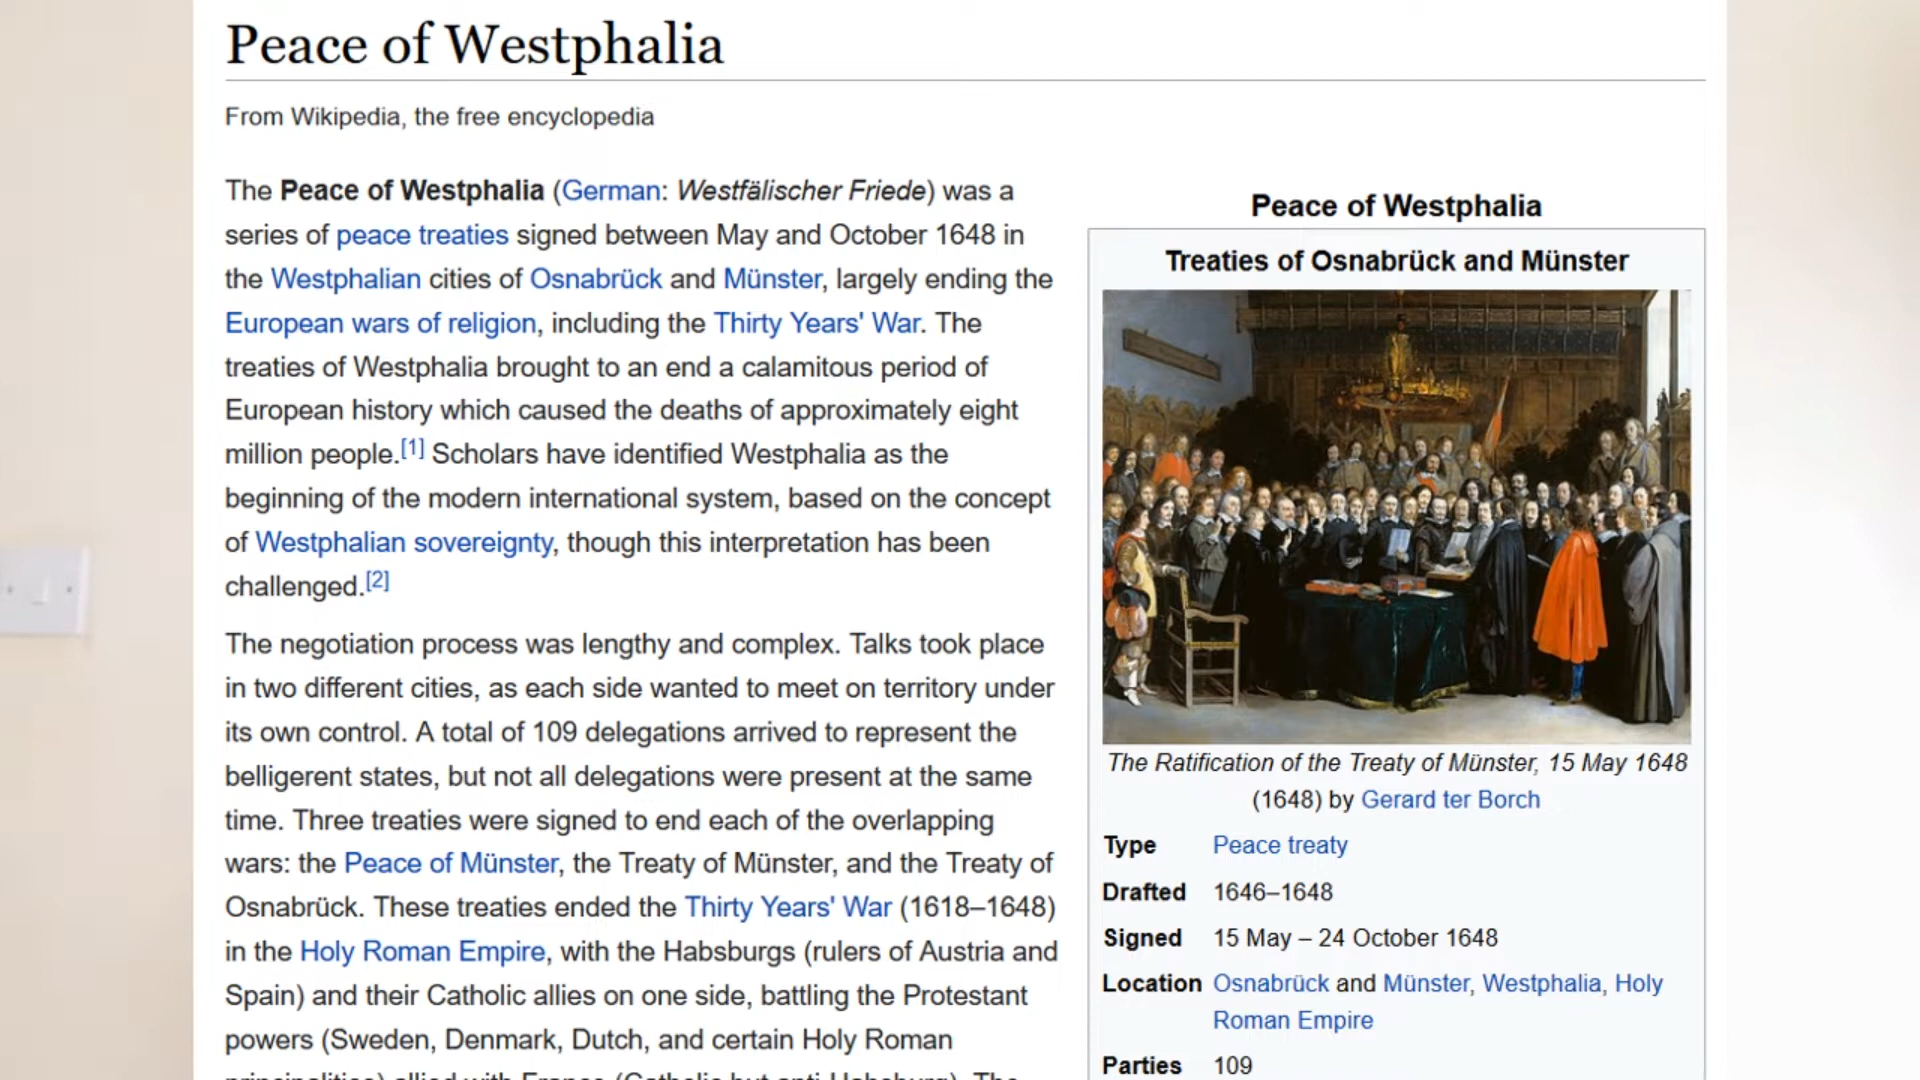 Peace of Westphalia
From Wikipedia, the free encyclopedia
The Peace of Westphalia (German: Westfälischer Friede) was a
series of peace treaties signed between May and October 1648 in
the Westphalian cities of Osnabrück and Münster, largely ending the
European wars of religion, including the Thirty Years' War. The
treaties of Westphalia brought to an end a calamitous period of
European history which caused the deaths of approximately eight
million people.[1] Scholars have identified Westphalia as the
beginning of the modern international system, based on the concept
of Westphalian sovereignty, though this interpretation has been
challenged.[2]
The negotiation process was lengthy and complex. Talks took place
in two different cities, as each side wanted to meet on territory under
its own control. A total of 109 delegations arrived to represent the
belligerent states, but not all delegations were present at the same
time. Three treaties were signed to end each of the overlapping
wars: the Peace of Münster, the Treaty of Münster, and the Treaty of
Osnabrück. These treaties ended the Thirty Years' War (1618–1648)
in the Holy Roman Empire, with the Habsburgs (rulers of Austria and
Spain) and their Catholic allies on one side, battling the Protestant
powers (Sweden, Denmark, Dutch, and certain Holy Roman
principalities) allied with France (Catholic but anti-Habsburg). The
Peace of Westphalia
Treaties of Osnabrück and Münster
The Ratification of the Treaty of Münster, 15 May 1648
(1648) by Gerard ter Borch
Type Peace treaty
Drafted 1646–1648
Signed 15 May – 24 October 1648
Location Osnabrück and Münster, Westphalia, Holy
Roman Empire
Parties 109